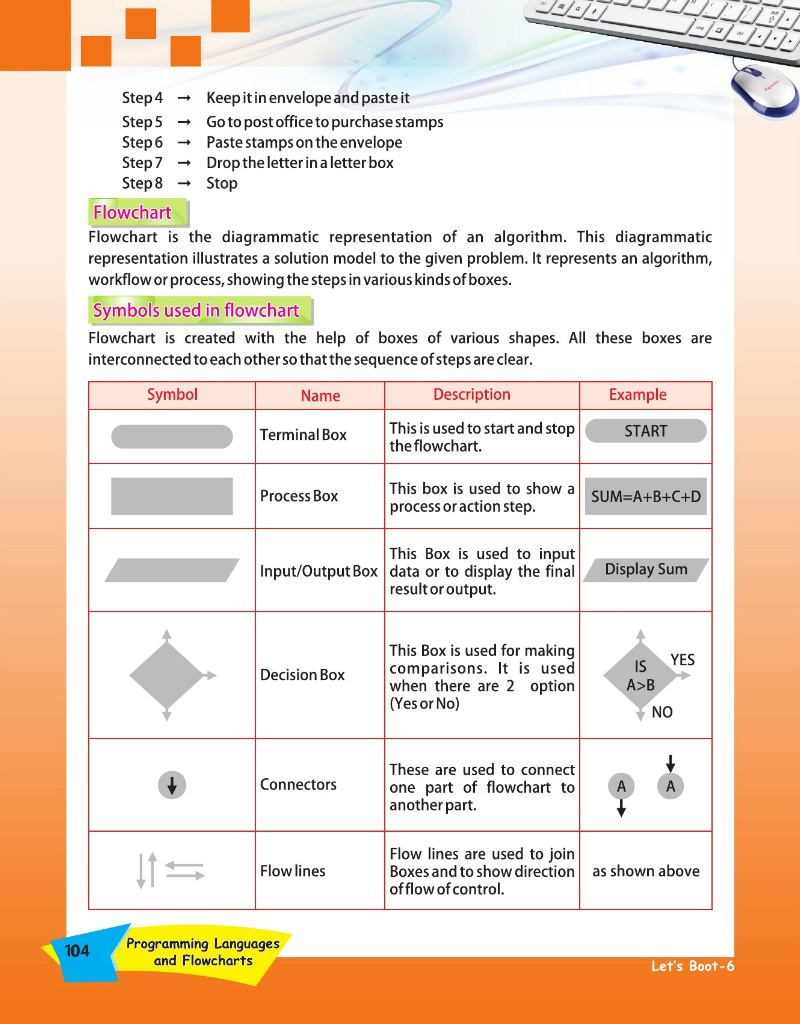 Step 4 → Keep it in envelope and paste it
Step 5 → Go to post office to purchase stamps
Step 6 → Paste stamps on the envelope
Step 7 → Drop the letter in a letter box
Step 8 → Stop
Flowchart
Flowchart is the diagrammatic representation of an algorithm. This diagrammatic
representation illustrates a solution model to the given problem. It represents an algorithm,
workflow or process, showing the steps in various kinds of boxes.
Symbols used in flowchart
Flowchart is created with the help of boxes of various shapes. All these boxes are
interconnected to each other so that the sequence of steps are clear.
Symbol Name Description Example
Terminal Box
This is used to start and stop
the flowchart.
START
Process Box
This box is used to show a
process or action step.
SUM=A+B+C+D
Input/Output Box
This Box is used to input
data or to display the final
result or output.
Display Sum
Decision Box
This Box is used for making
comparisons. It is used
when there are 2 option
(Yes or No)
IS
A>B
YES
NO
Connectors
These are used to connect
one part of flowchart to
another part.
A A
Flow lines
Flow lines are used to join
Boxes and to show direction
of flow of control.
as shown above
104
Programming Languages
and Flowcharts
Let's Boot-6